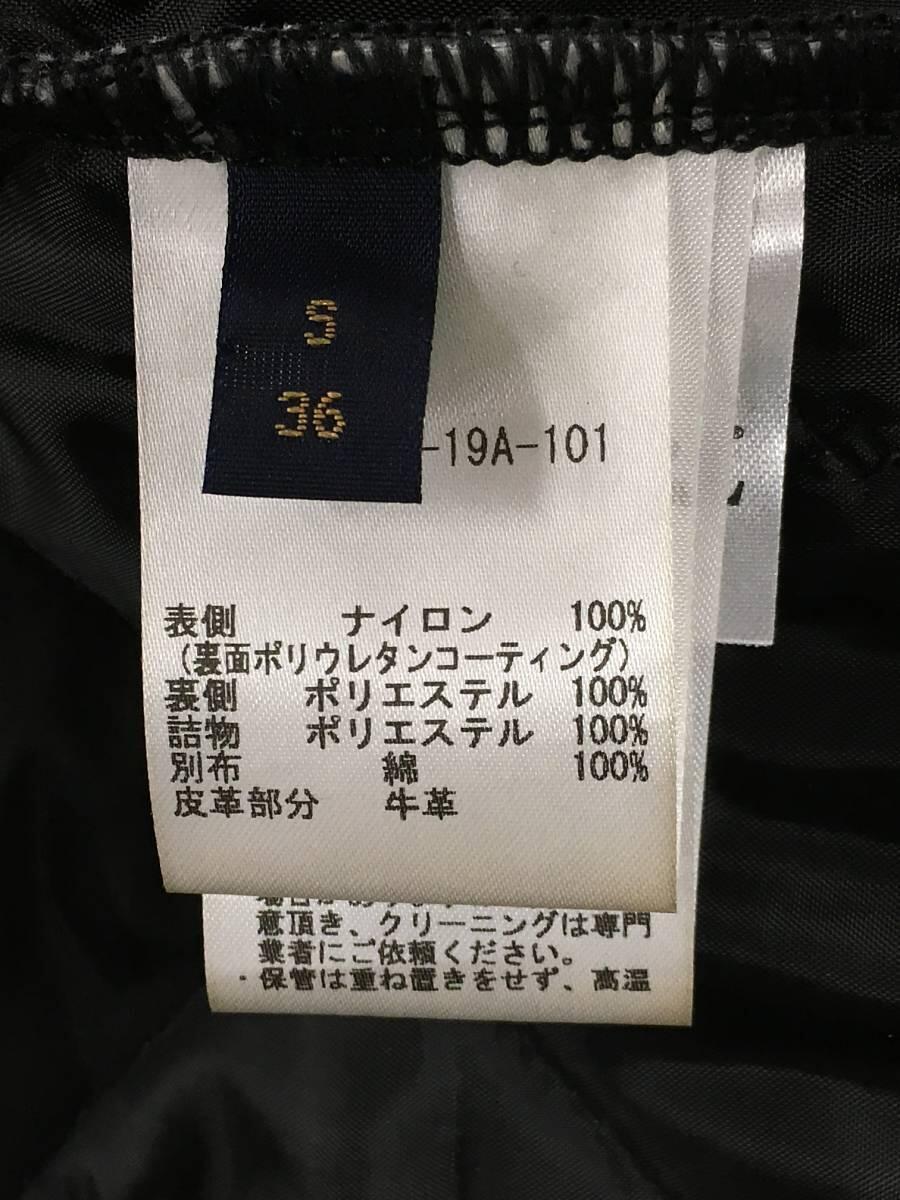 S
36
-19A-101
表側 ナイロン 100%
(裏面ポリウレタンコーティング)
裏側 ポリエステル 100%
詰物 ポリエステル 100%
別布 綿 100%
皮革部分 牛革
意頂き、クリーニングは専門
業者にご依頼ください。
・保管は重ね置きをせず、高温